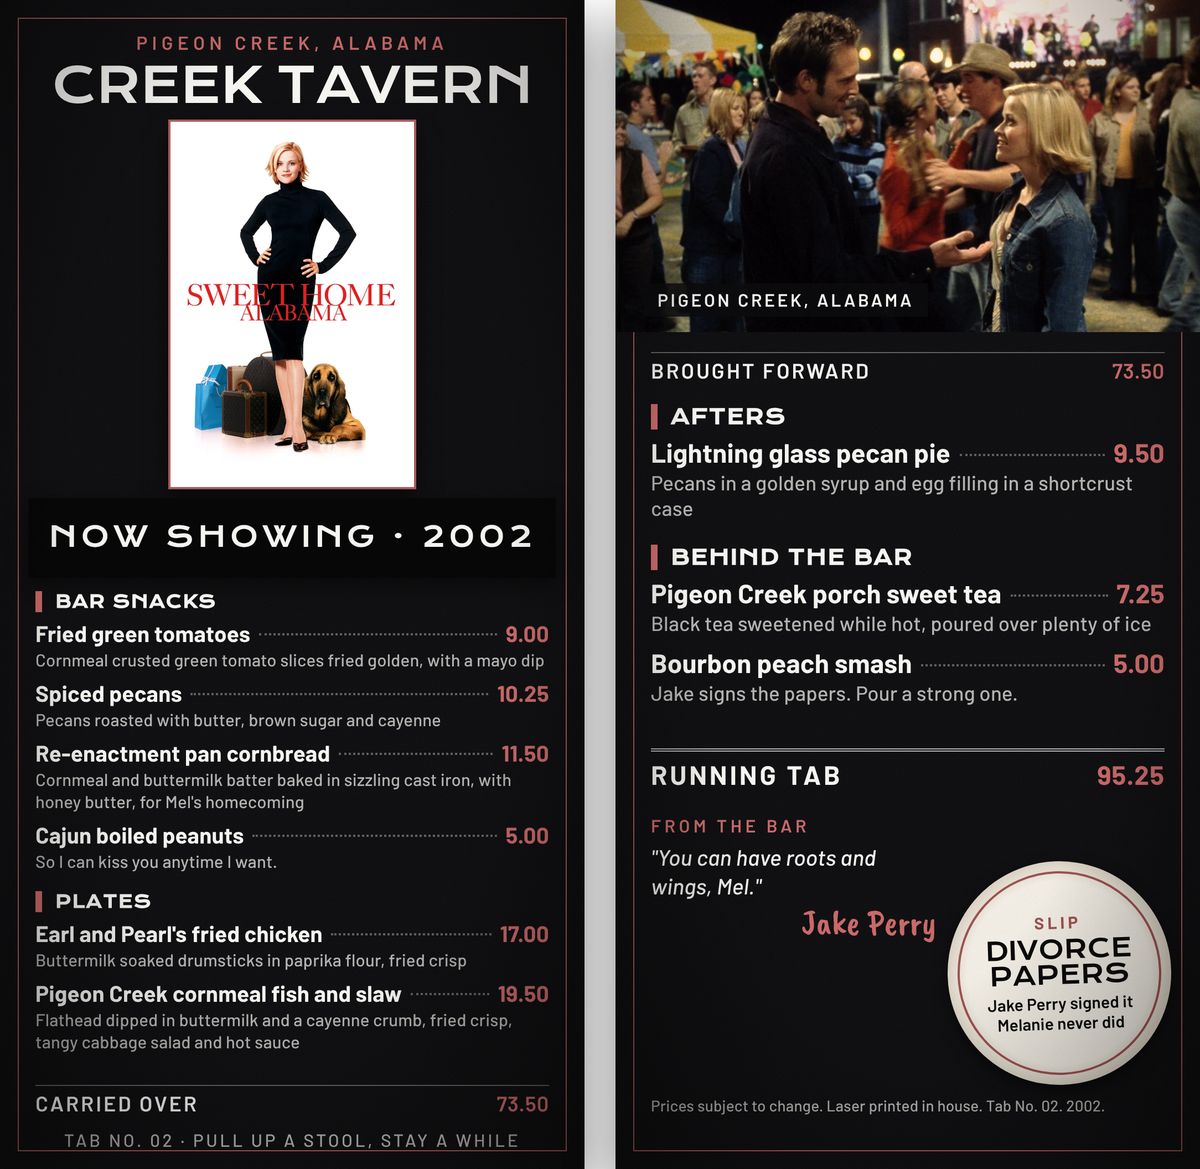 PIGEON CREEK, ALABAMA
CREEK TAVERN
SWEET HOME
ALABAMA
NOW SHOWING · 2002
BAR SNACKS
Fried green tomatoes 9.00
Cornmeal crusted green tomato slices fried golden, with a mayo dip
Spiced pecans 10.25
Pecans roasted with butter, brown sugar and cayenne
Re-enactment pan cornbread 11.50
Cornmeal and buttermilk batter baked in sizzling cast iron, with
honey butter, for Mel's homecoming
Cajun boiled peanuts 5.00
So I can kiss you anytime I want.
PLATES
Earl and Pearl's fried chicken 17.00
Buttermilk soaked drumsticks in paprika flour, fried crisp
Pigeon Creek cornmeal fish and slaw 19.50
Flathead dipped in buttermilk and a cayenne crumb, fried crisp,
tangy cabbage salad and hot sauce
CARRIED OVER 73.50
TAB NO. 02 · PULL UP A STOOL, STAY A WHILE
PIGEON CREEK, ALABAMA
BROUGHT FORWARD 73.50
AFTERS
Lightning glass pecan pie 9.50
Pecans in a golden syrup and egg filling in a shortcrust
case
BEHIND THE BAR
Pigeon Creek porch sweet tea 7.25
Black tea sweetened while hot, poured over plenty of ice
Bourbon peach smash 5.00
Jake signs the papers. Pour a strong one.
RUNNING TAB 95.25
FROM THE BAR
"You can have roots and
wings, Mel."
Jake Perry
SLIP
DIVORCE
PAPERS
Jake Perry signed it
Melanie never did
Prices subject to change. Laser printed in house. Tab No. 02. 2002.